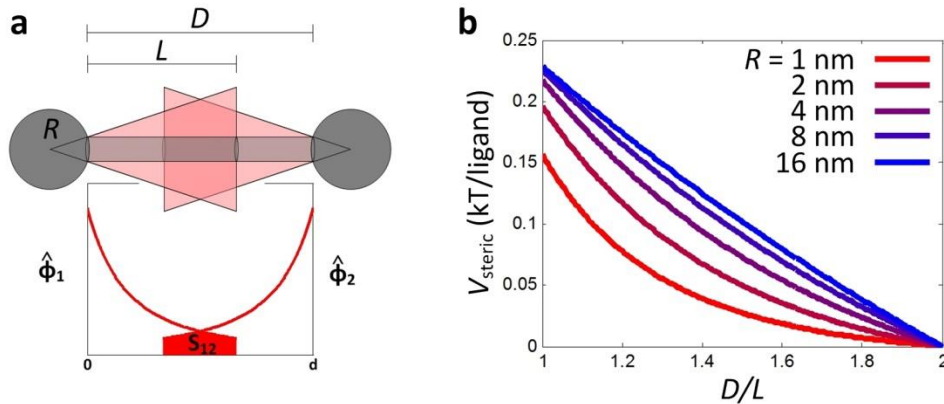 a
D
L
R
ϕ̂₁
ϕ̂₂
S₁₂
0
d
b
0.25
0.2
0.15
0.1
0.05
0
V_steric (kT/ligand)
R = 1 nm
2 nm
4 nm
8 nm
16 nm
1
1.2
1.4
1.6
1.8
2
D/L